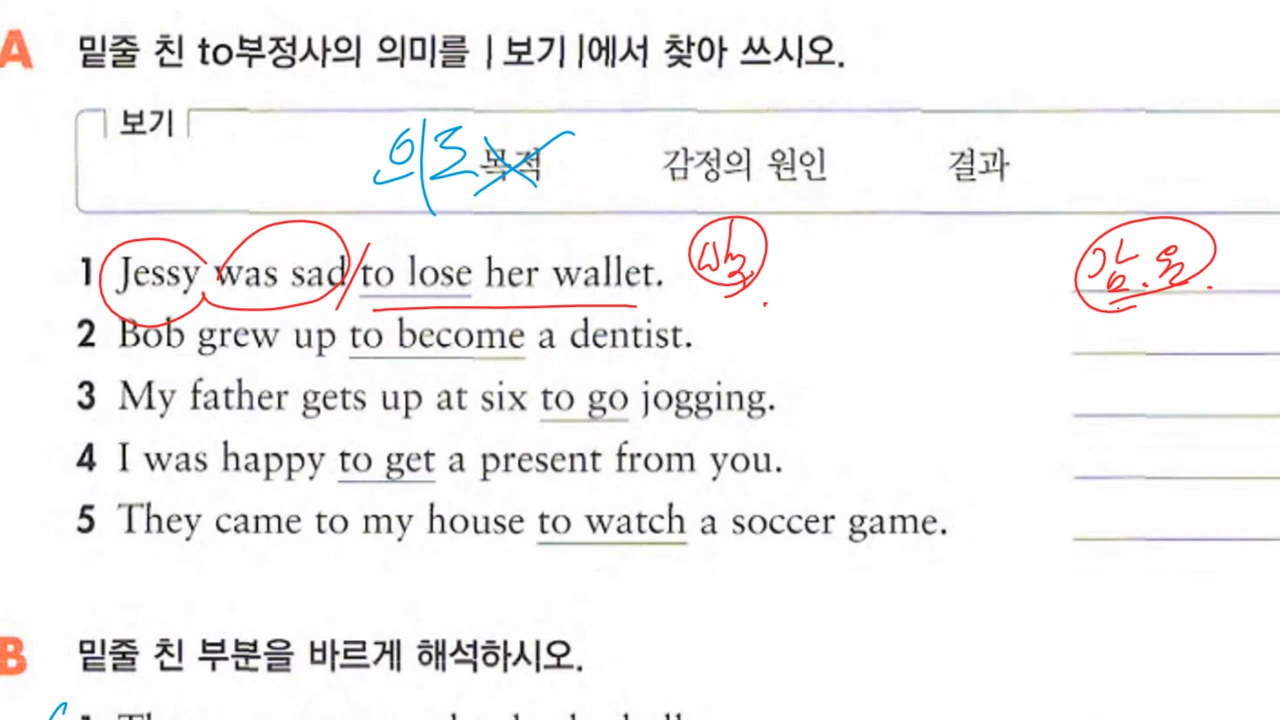 A 밑줄 친 to부정사의 의미를 | 보기 |에서 찾아 쓰시오.
보기
의도 목적 감정의 원인 결과
1 Jessy was sad / to lose her wallet.
2 Bob grew up to become a dentist.
3 My father gets up at six to go jogging.
4 I was happy to get a present from you.
5 They came to my house to watch a soccer game.
B 밑줄 친 부분을 바르게 해석하시오.